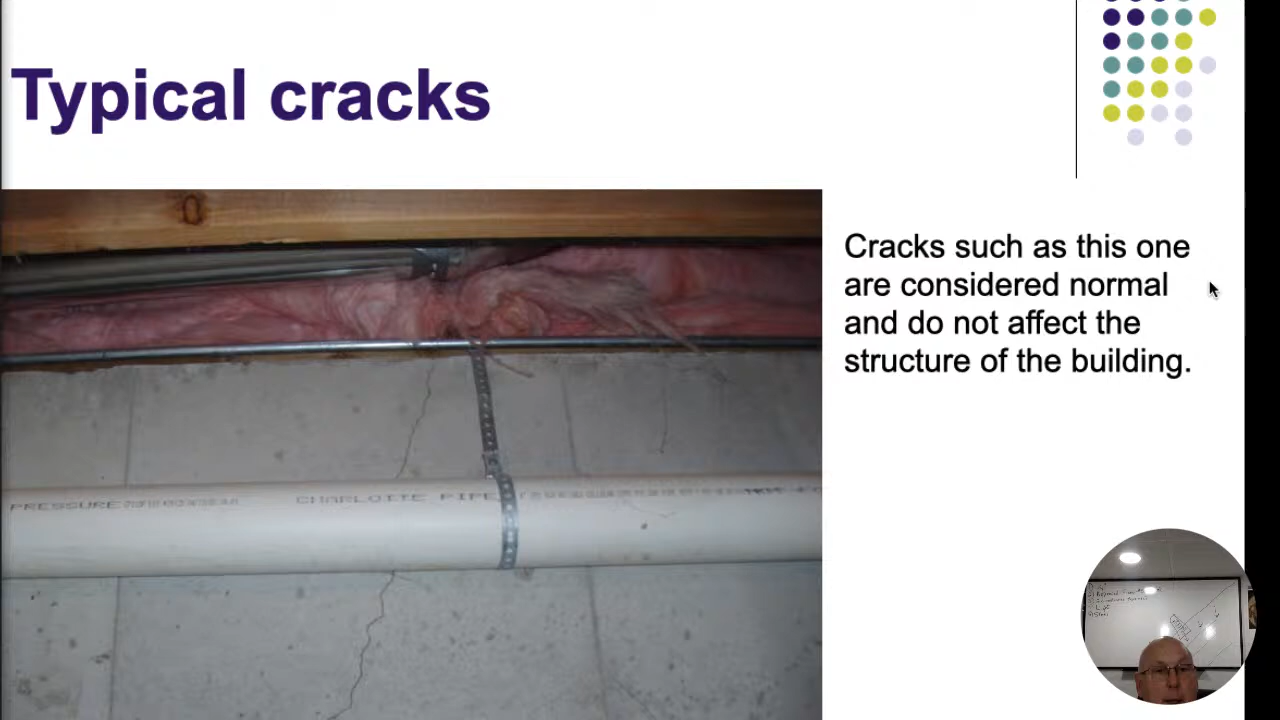 Typical cracks
Cracks such as this one
are considered normal
and do not affect the
structure of the building.
PRESSURE
CHARLOTTE PIPE